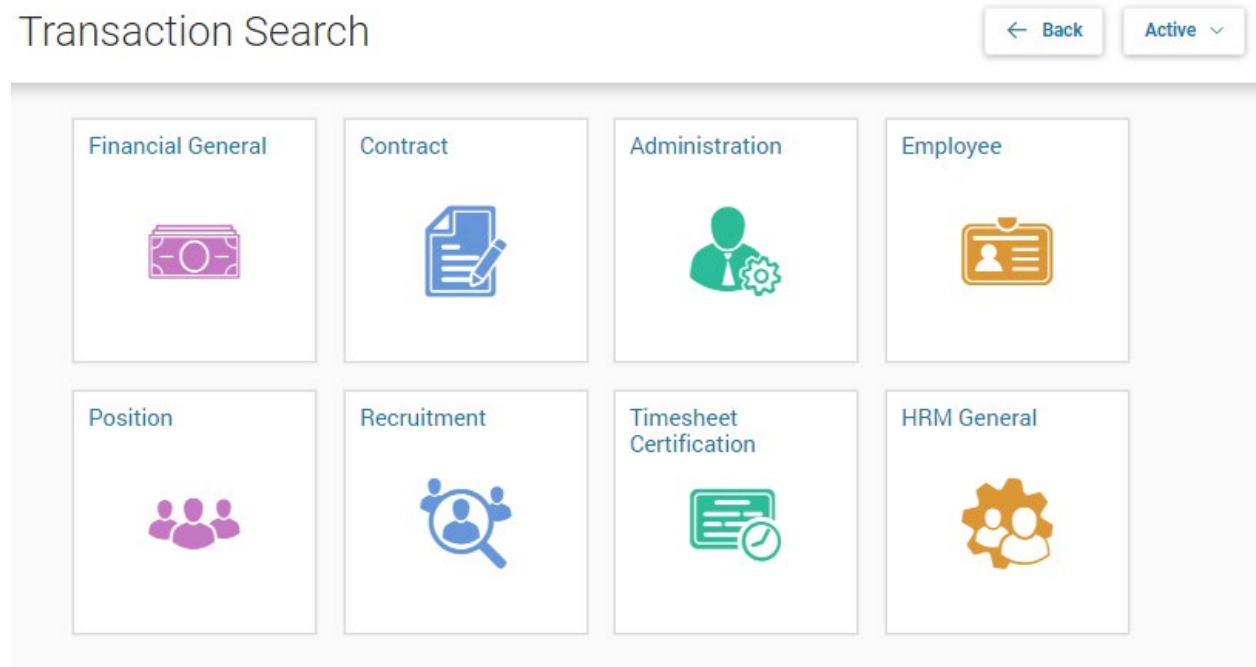 Transaction Search
Back
Active
Financial General
Contract
Administration
Employee
Position
Recruitment
Timesheet
Certification
HRM General